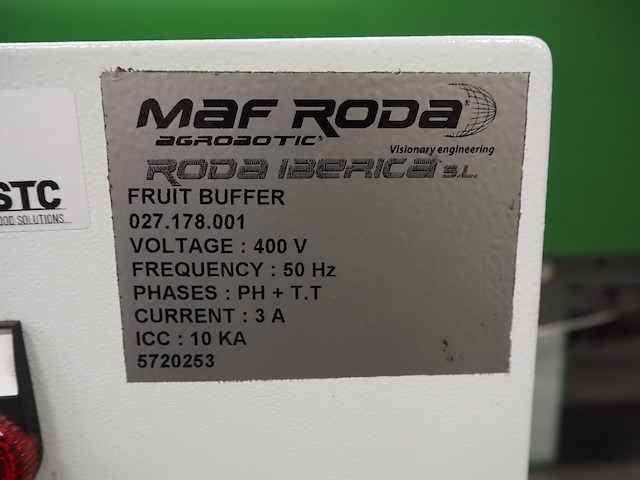 MAF RODA
AGROBOTIC
Visionary engineering
RODA IBERICA S.L.
FRUIT BUFFER
027.178.001
VOLTAGE : 400 V
FREQUENCY : 50 Hz
PHASES : PH + T.T
CURRENT : 3 A
ICC : 10 KA
5720253
STC
SOLUTIONS